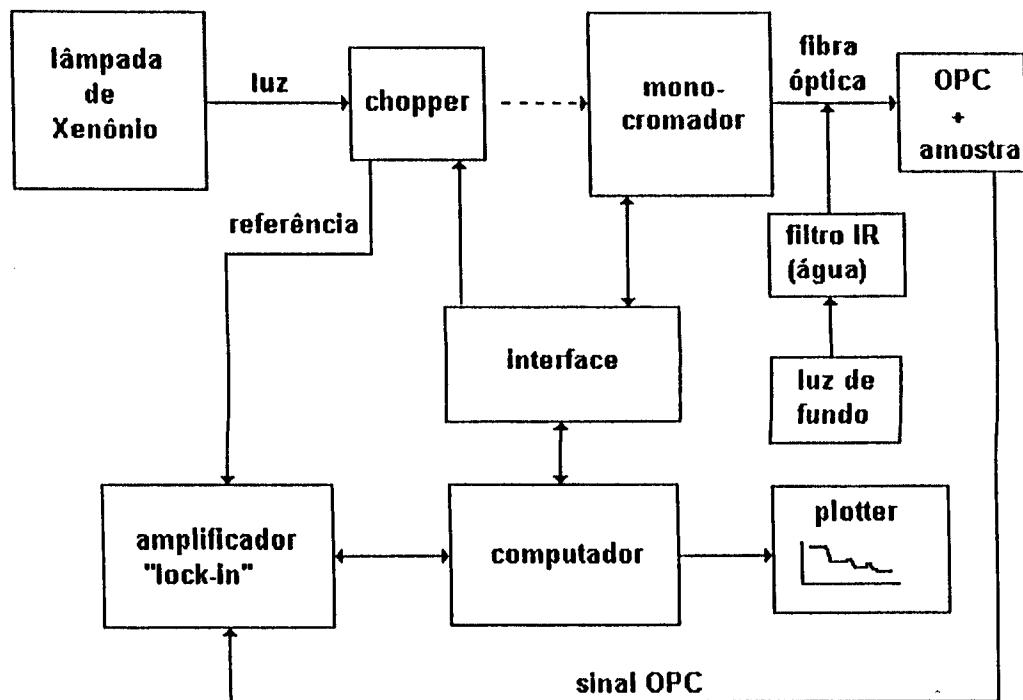 lâmpada
de
Xenônio
luz
chopper
mono-
cromador
fibra
óptica
OPC
+
amostra
referência
filtro IR
(água)
interface
luz de
fundo
amplificador
"lock-in"
computador
plotter
sinal OPC